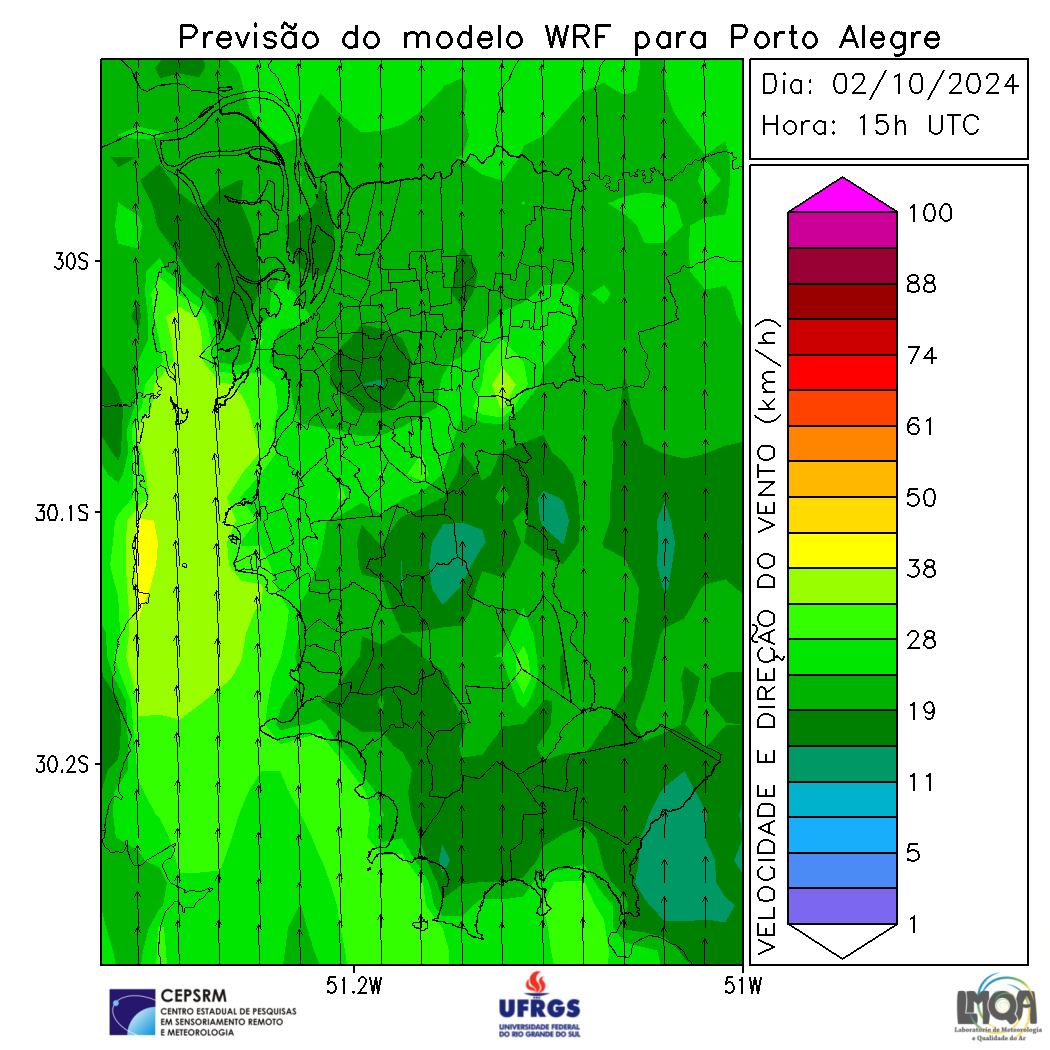 Previsão do modelo WRF para Porto Alegre
Dia: 02/10/2024
Hora: 15h UTC
30S
30.1S
30.2S
51.2W
51W
VELOCIDADE E DIREÇÃO DO VENTO (km/h)
100
88
74
61
50
38
28
19
11
5
1
CEPSRM
CENTRO ESTADUAL DE PESQUISAS
EM SENSORIAMENTO REMOTO
E METEOROLOGIA
UFRGS
UNIVERSIDADE FEDERAL
DO RIO GRANDE DO SUL
LMQA
Laboratório de Meteorologia
e Qualidade do Ar